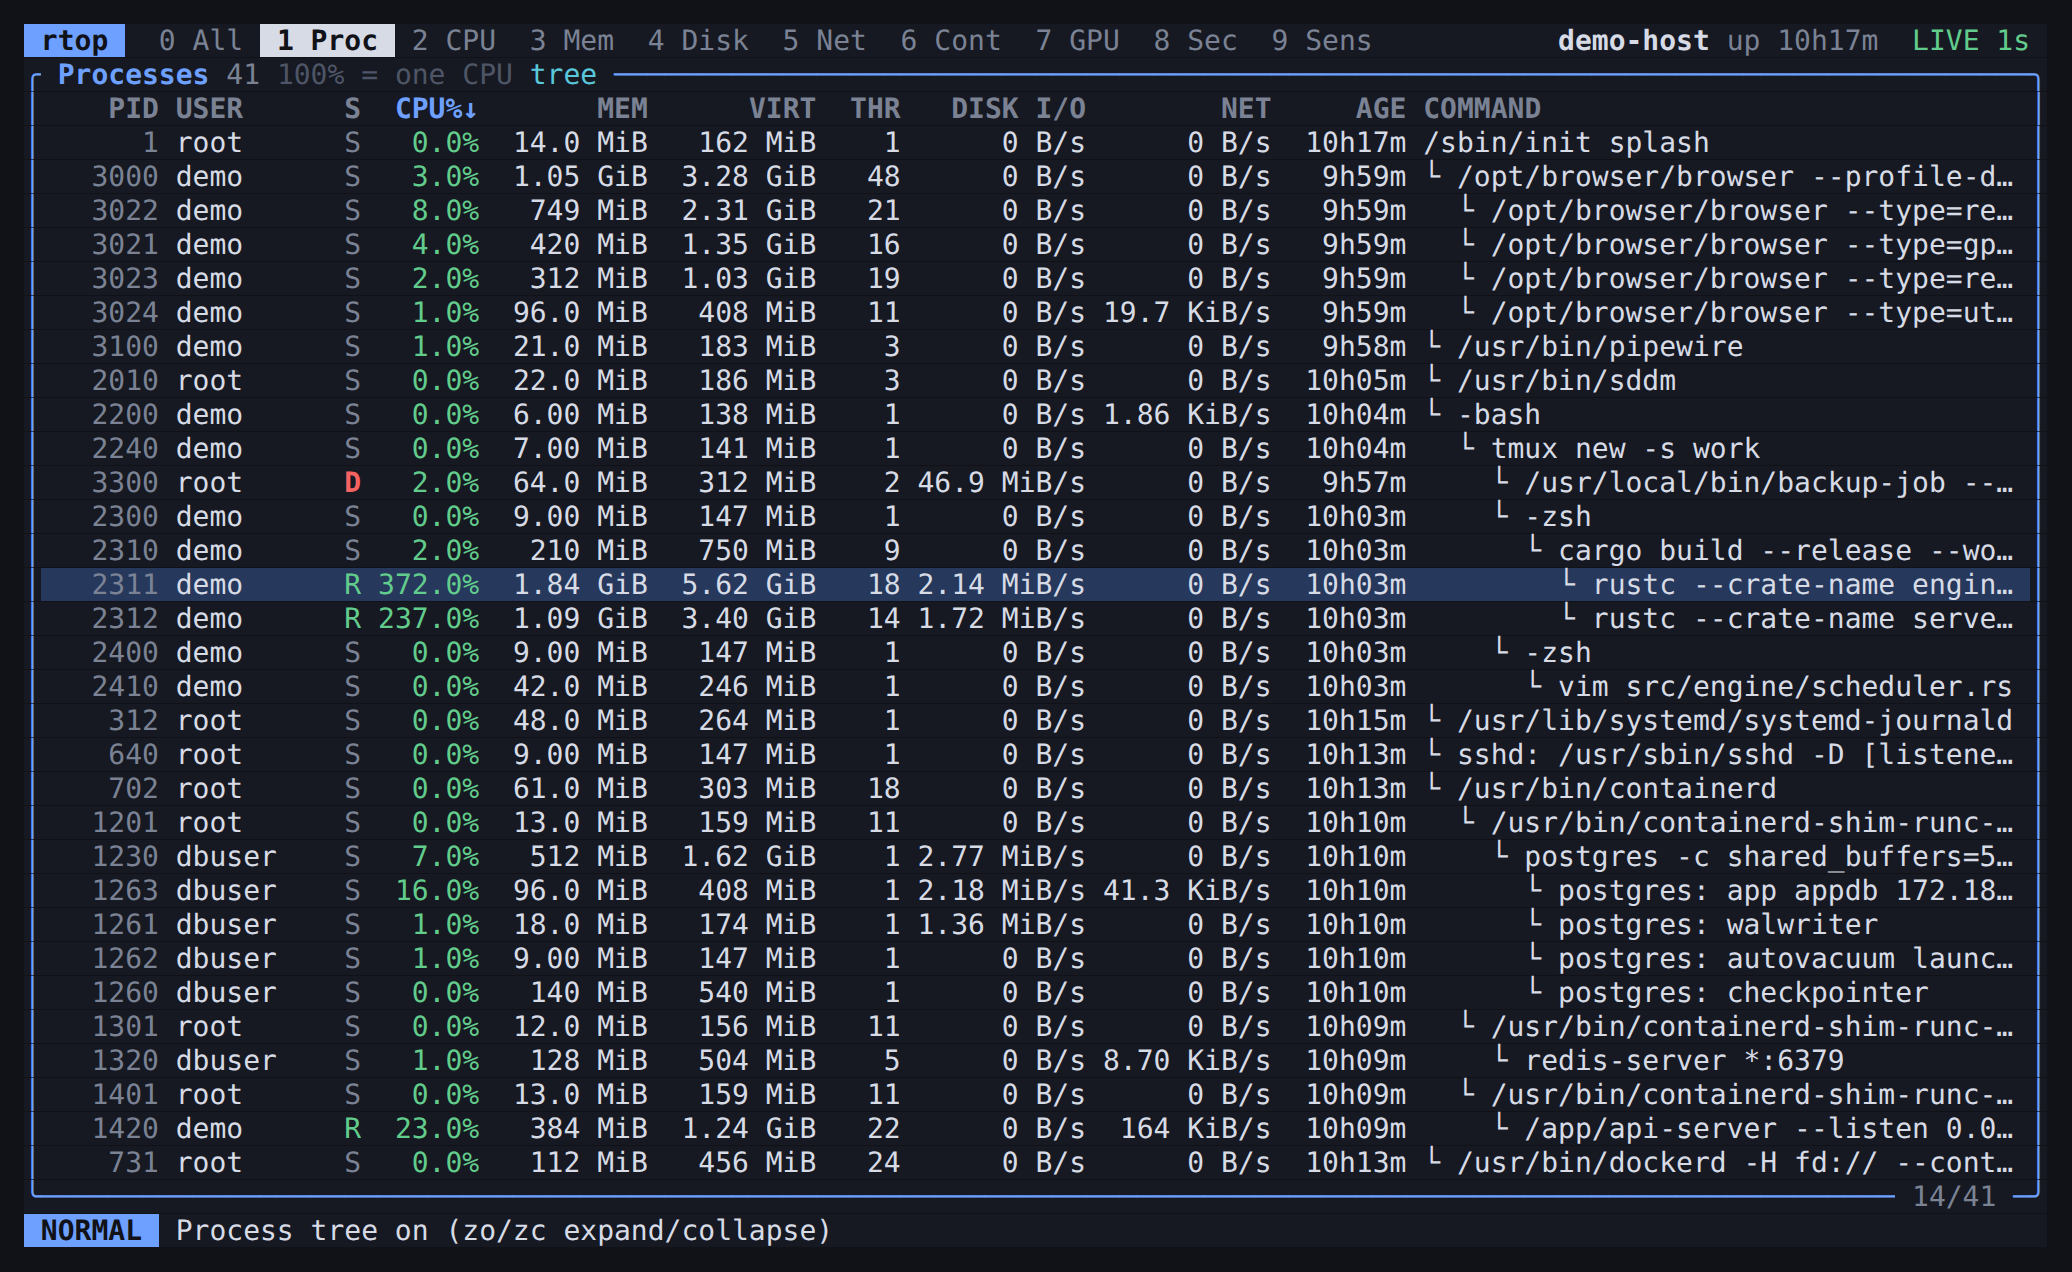 rtop 0 All 1 Proc 2 CPU 3 Mem 4 Disk 5 Net 6 Cont 7 GPU 8 Sec 9 Sens demo-host up 10h17m LIVE 1s
Processes 41 100% = one CPU tree
PID USER S CPU%↓ MEM VIRT THR DISK I/O NET AGE COMMAND
1 root S 0.0% 14.0 MiB 162 MiB 1 0 B/s 0 B/s 10h17m /sbin/init splash
3000 demo S 3.0% 1.05 GiB 3.28 GiB 48 0 B/s 0 B/s 9h59m └ /opt/browser/browser --profile-d…
3022 demo S 8.0% 749 MiB 2.31 GiB 21 0 B/s 0 B/s 9h59m └ /opt/browser/browser --type=re…
3021 demo S 4.0% 420 MiB 1.35 GiB 16 0 B/s 0 B/s 9h59m └ /opt/browser/browser --type=gp…
3023 demo S 2.0% 312 MiB 1.03 GiB 19 0 B/s 0 B/s 9h59m └ /opt/browser/browser --type=re…
3024 demo S 1.0% 96.0 MiB 408 MiB 11 0 B/s 19.7 KiB/s 9h59m └ /opt/browser/browser --type=ut…
3100 demo S 1.0% 21.0 MiB 183 MiB 3 0 B/s 0 B/s 9h58m └ /usr/bin/pipewire
2010 root S 0.0% 22.0 MiB 186 MiB 3 0 B/s 0 B/s 10h05m └ /usr/bin/sddm
2200 demo S 0.0% 6.00 MiB 138 MiB 1 0 B/s 1.86 KiB/s 10h04m └ -bash
2240 demo S 0.0% 7.00 MiB 141 MiB 1 0 B/s 0 B/s 10h04m └ tmux new -s work
3300 root D 2.0% 64.0 MiB 312 MiB 2 46.9 MiB/s 0 B/s 9h57m └ /usr/local/bin/backup-job --…
2300 demo S 0.0% 9.00 MiB 147 MiB 1 0 B/s 0 B/s 10h03m └ -zsh
2310 demo S 2.0% 210 MiB 750 MiB 9 0 B/s 0 B/s 10h03m └ cargo build --release --wo…
2311 demo R 372.0% 1.84 GiB 5.62 GiB 18 2.14 MiB/s 0 B/s 10h03m └ rustc --crate-name engin…
2312 demo R 237.0% 1.09 GiB 3.40 GiB 14 1.72 MiB/s 0 B/s 10h03m └ rustc --crate-name serve…
2400 demo S 0.0% 9.00 MiB 147 MiB 1 0 B/s 0 B/s 10h03m └ -zsh
2410 demo S 0.0% 42.0 MiB 246 MiB 1 0 B/s 0 B/s 10h03m └ vim src/engine/scheduler.rs
312 root S 0.0% 48.0 MiB 264 MiB 1 0 B/s 0 B/s 10h15m └ /usr/lib/systemd/systemd-journald
640 root S 0.0% 9.00 MiB 147 MiB 1 0 B/s 0 B/s 10h13m └ sshd: /usr/sbin/sshd -D [listene…
702 root S 0.0% 61.0 MiB 303 MiB 18 0 B/s 0 B/s 10h13m └ /usr/bin/containerd
1201 root S 0.0% 13.0 MiB 159 MiB 11 0 B/s 0 B/s 10h10m └ /usr/bin/containerd-shim-runc-…
1230 dbuser S 7.0% 512 MiB 1.62 GiB 1 2.77 MiB/s 0 B/s 10h10m └ postgres -c shared_buffers=5…
1263 dbuser S 16.0% 96.0 MiB 408 MiB 1 2.18 MiB/s 41.3 KiB/s 10h10m └ postgres: app appdb 172.18…
1261 dbuser S 1.0% 18.0 MiB 174 MiB 1 1.36 MiB/s 0 B/s 10h10m └ postgres: walwriter
1262 dbuser S 1.0% 9.00 MiB 147 MiB 1 0 B/s 0 B/s 10h10m └ postgres: autovacuum launc…
1260 dbuser S 0.0% 140 MiB 540 MiB 1 0 B/s 0 B/s 10h10m └ postgres: checkpointer
1301 root S 0.0% 12.0 MiB 156 MiB 11 0 B/s 0 B/s 10h09m └ /usr/bin/containerd-shim-runc-…
1320 dbuser S 1.0% 128 MiB 504 MiB 5 0 B/s 8.70 KiB/s 10h09m └ redis-server *:6379
1401 root S 0.0% 13.0 MiB 159 MiB 11 0 B/s 0 B/s 10h09m └ /usr/bin/containerd-shim-runc-…
1420 demo R 23.0% 384 MiB 1.24 GiB 22 0 B/s 164 KiB/s 10h09m └ /app/api-server --listen 0.0…
731 root S 0.0% 112 MiB 456 MiB 24 0 B/s 0 B/s 10h13m └ /usr/bin/dockerd -H fd:// --cont…
14/41
NORMAL Process tree on (zo/zc expand/collapse)